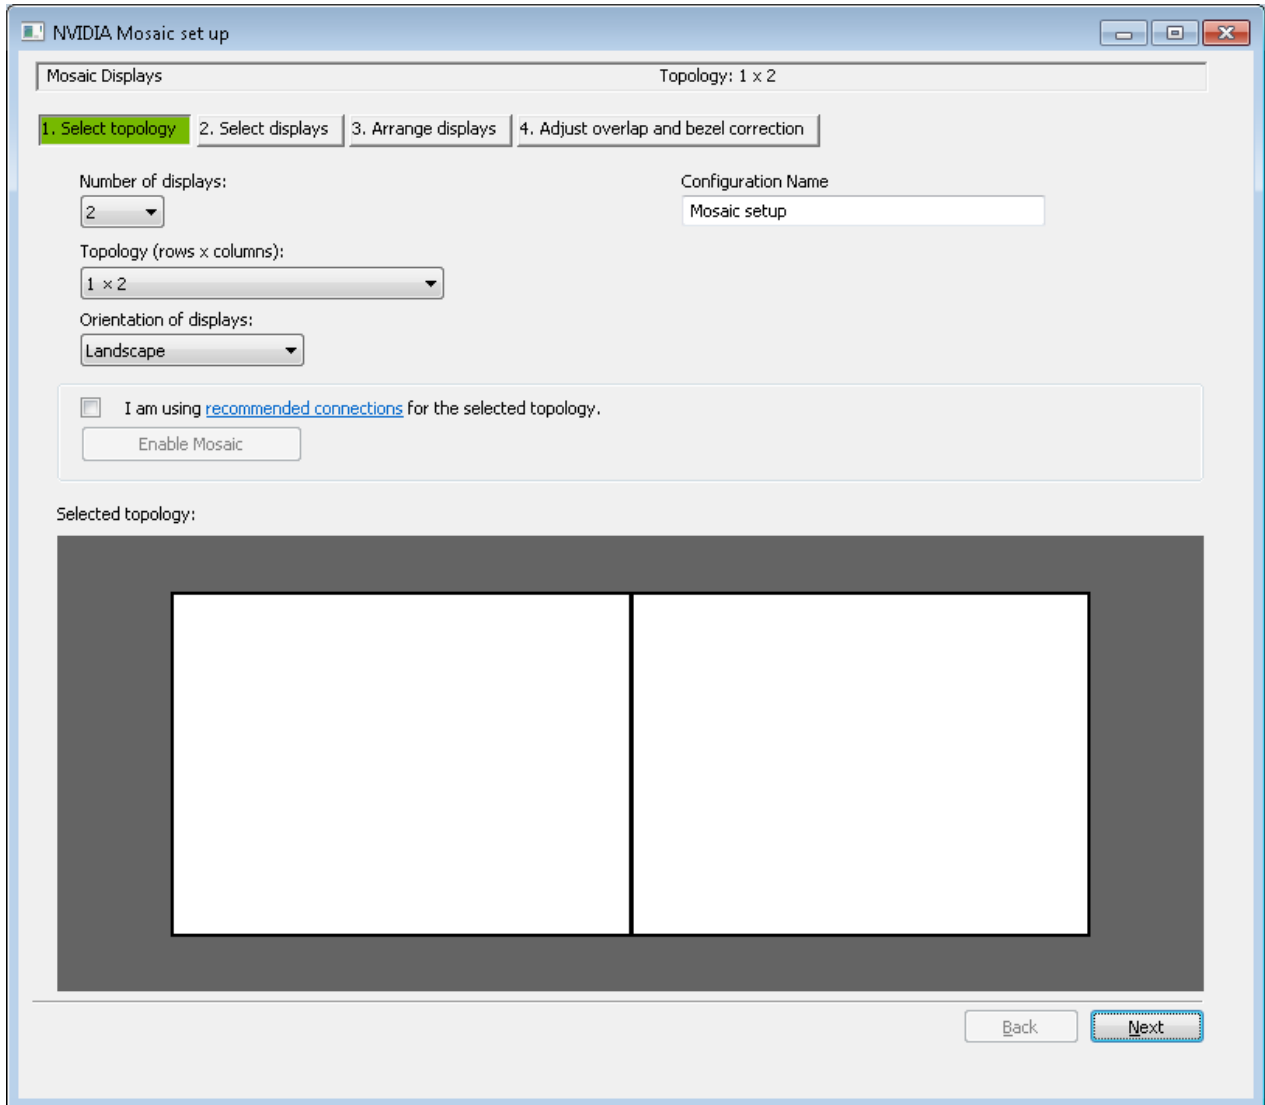 NVIDIA Mosaic set up
Mosaic Displays Topology: 1 x 2
1. Select topology 2. Select displays 3. Arrange displays 4. Adjust overlap and bezel correction
Number of displays: Configuration Name
2 Mosaic setup
Topology (rows x columns):
1 × 2
Orientation of displays:
Landscape
I am using recommended connections for the selected topology.
Enable Mosaic
Selected topology:
Back Next